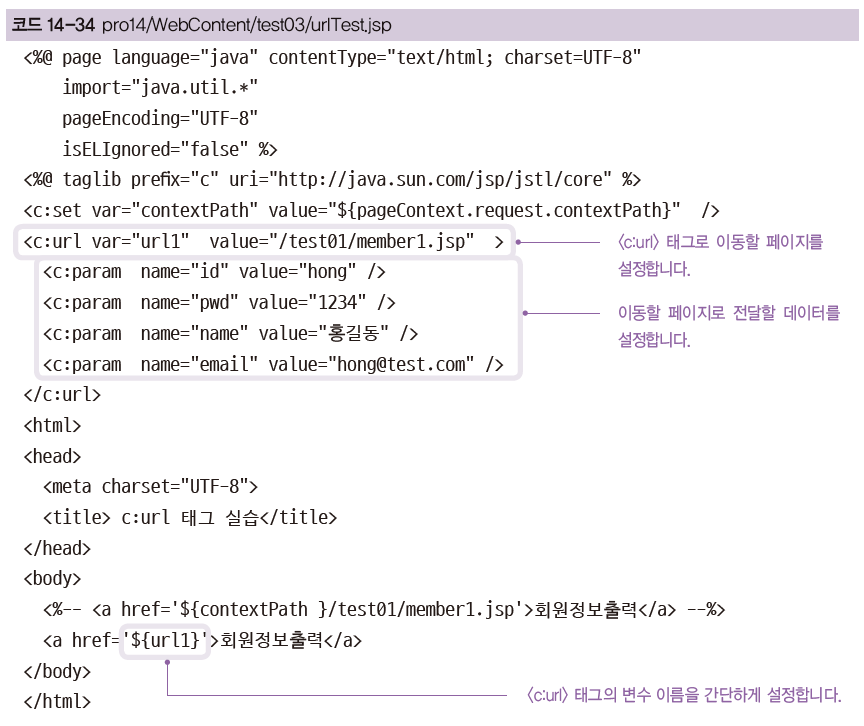 코드 14-34 pro14/WebContent/test03/urlTest.jsp
<%@ page language="java" contentType="text/html; charset=UTF-8"
import="java.util.*"
pageEncoding="UTF-8"
isELIgnored="false" %>
<%@ taglib prefix="c" uri="http://java.sun.com/jsp/jstl/core" %>
<c:set var="contextPath" value="${pageContext.request.contextPath}"  />
<c:url var="url1"  value="/test01/member1.jsp"  >
〈c:url〉 태그로 이동할 페이지를
설정합니다.
<c:param  name="id" value="hong" />
<c:param  name="pwd" value="1234" />
<c:param  name="name" value="홍길동" />
<c:param  name="email" value="hong@test.com" />
이동할 페이지로 전달할 데이터를
설정합니다.
</c:url>
<html>
<head>
<meta charset="UTF-8">
<title> c:url 태그 실습</title>
</head>
<body>
<%-- <a href='${contextPath }/test01/member1.jsp'>회원정보출력</a> --%>
<a href='${url1}'>회원정보출력</a>
</body>
</html>
〈c:url〉 태그의 변수 이름을 간단하게 설정합니다.